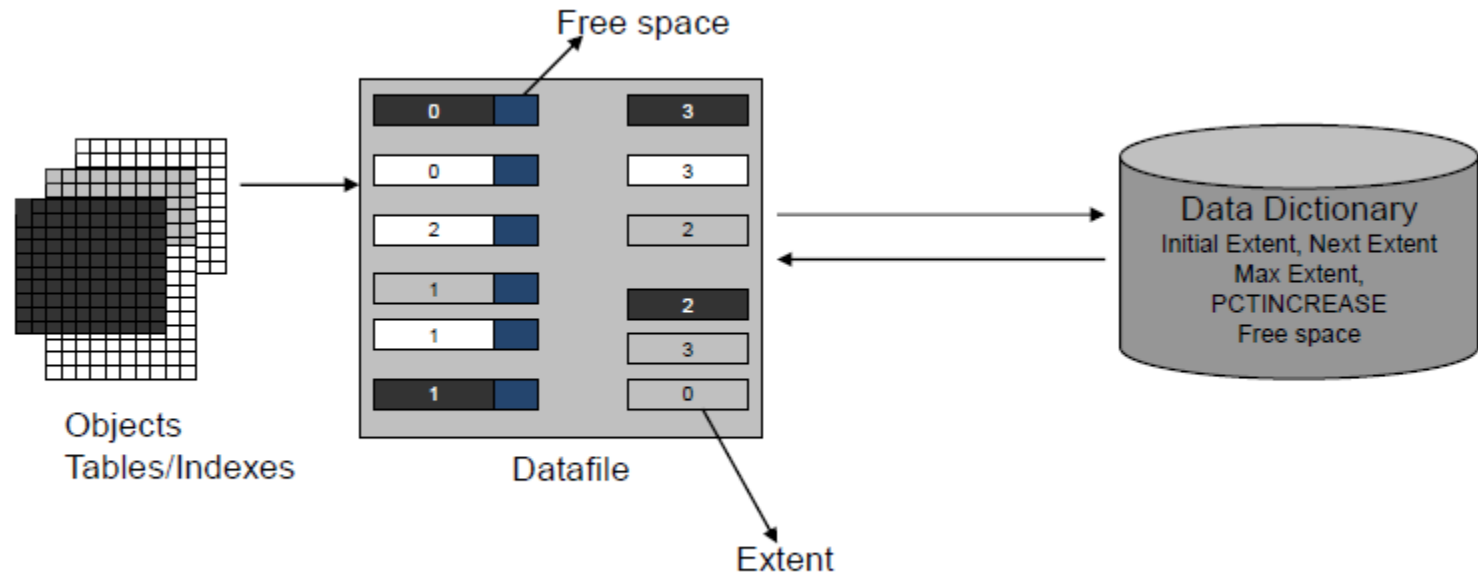 Free space
0
3
0
3
2
2
1
2
1
3
1
0
Data Dictionary
Initial Extent, Next Extent
Max Extent,
PCTINCREASE
Free space
Objects
Tables/Indexes
Datafile
Extent